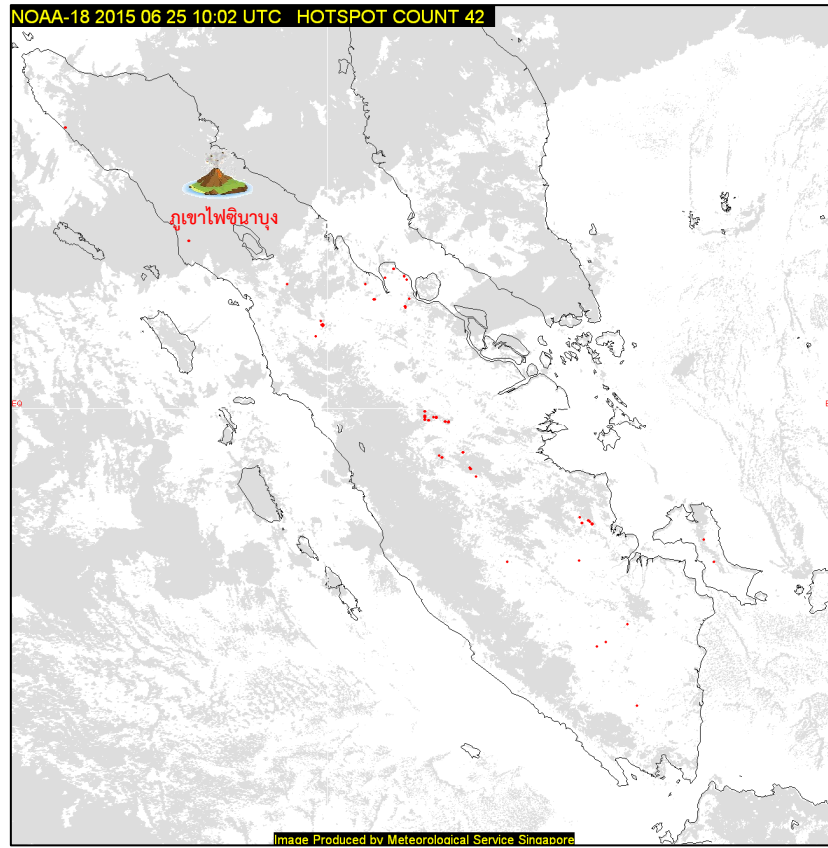 NOAA-18 2015 06 25 10:02 UTC   HOTSPOT COUNT 42
ภูเขาไฟซินาบุง
EQ
Image Produced by Meteorological Service Singapore